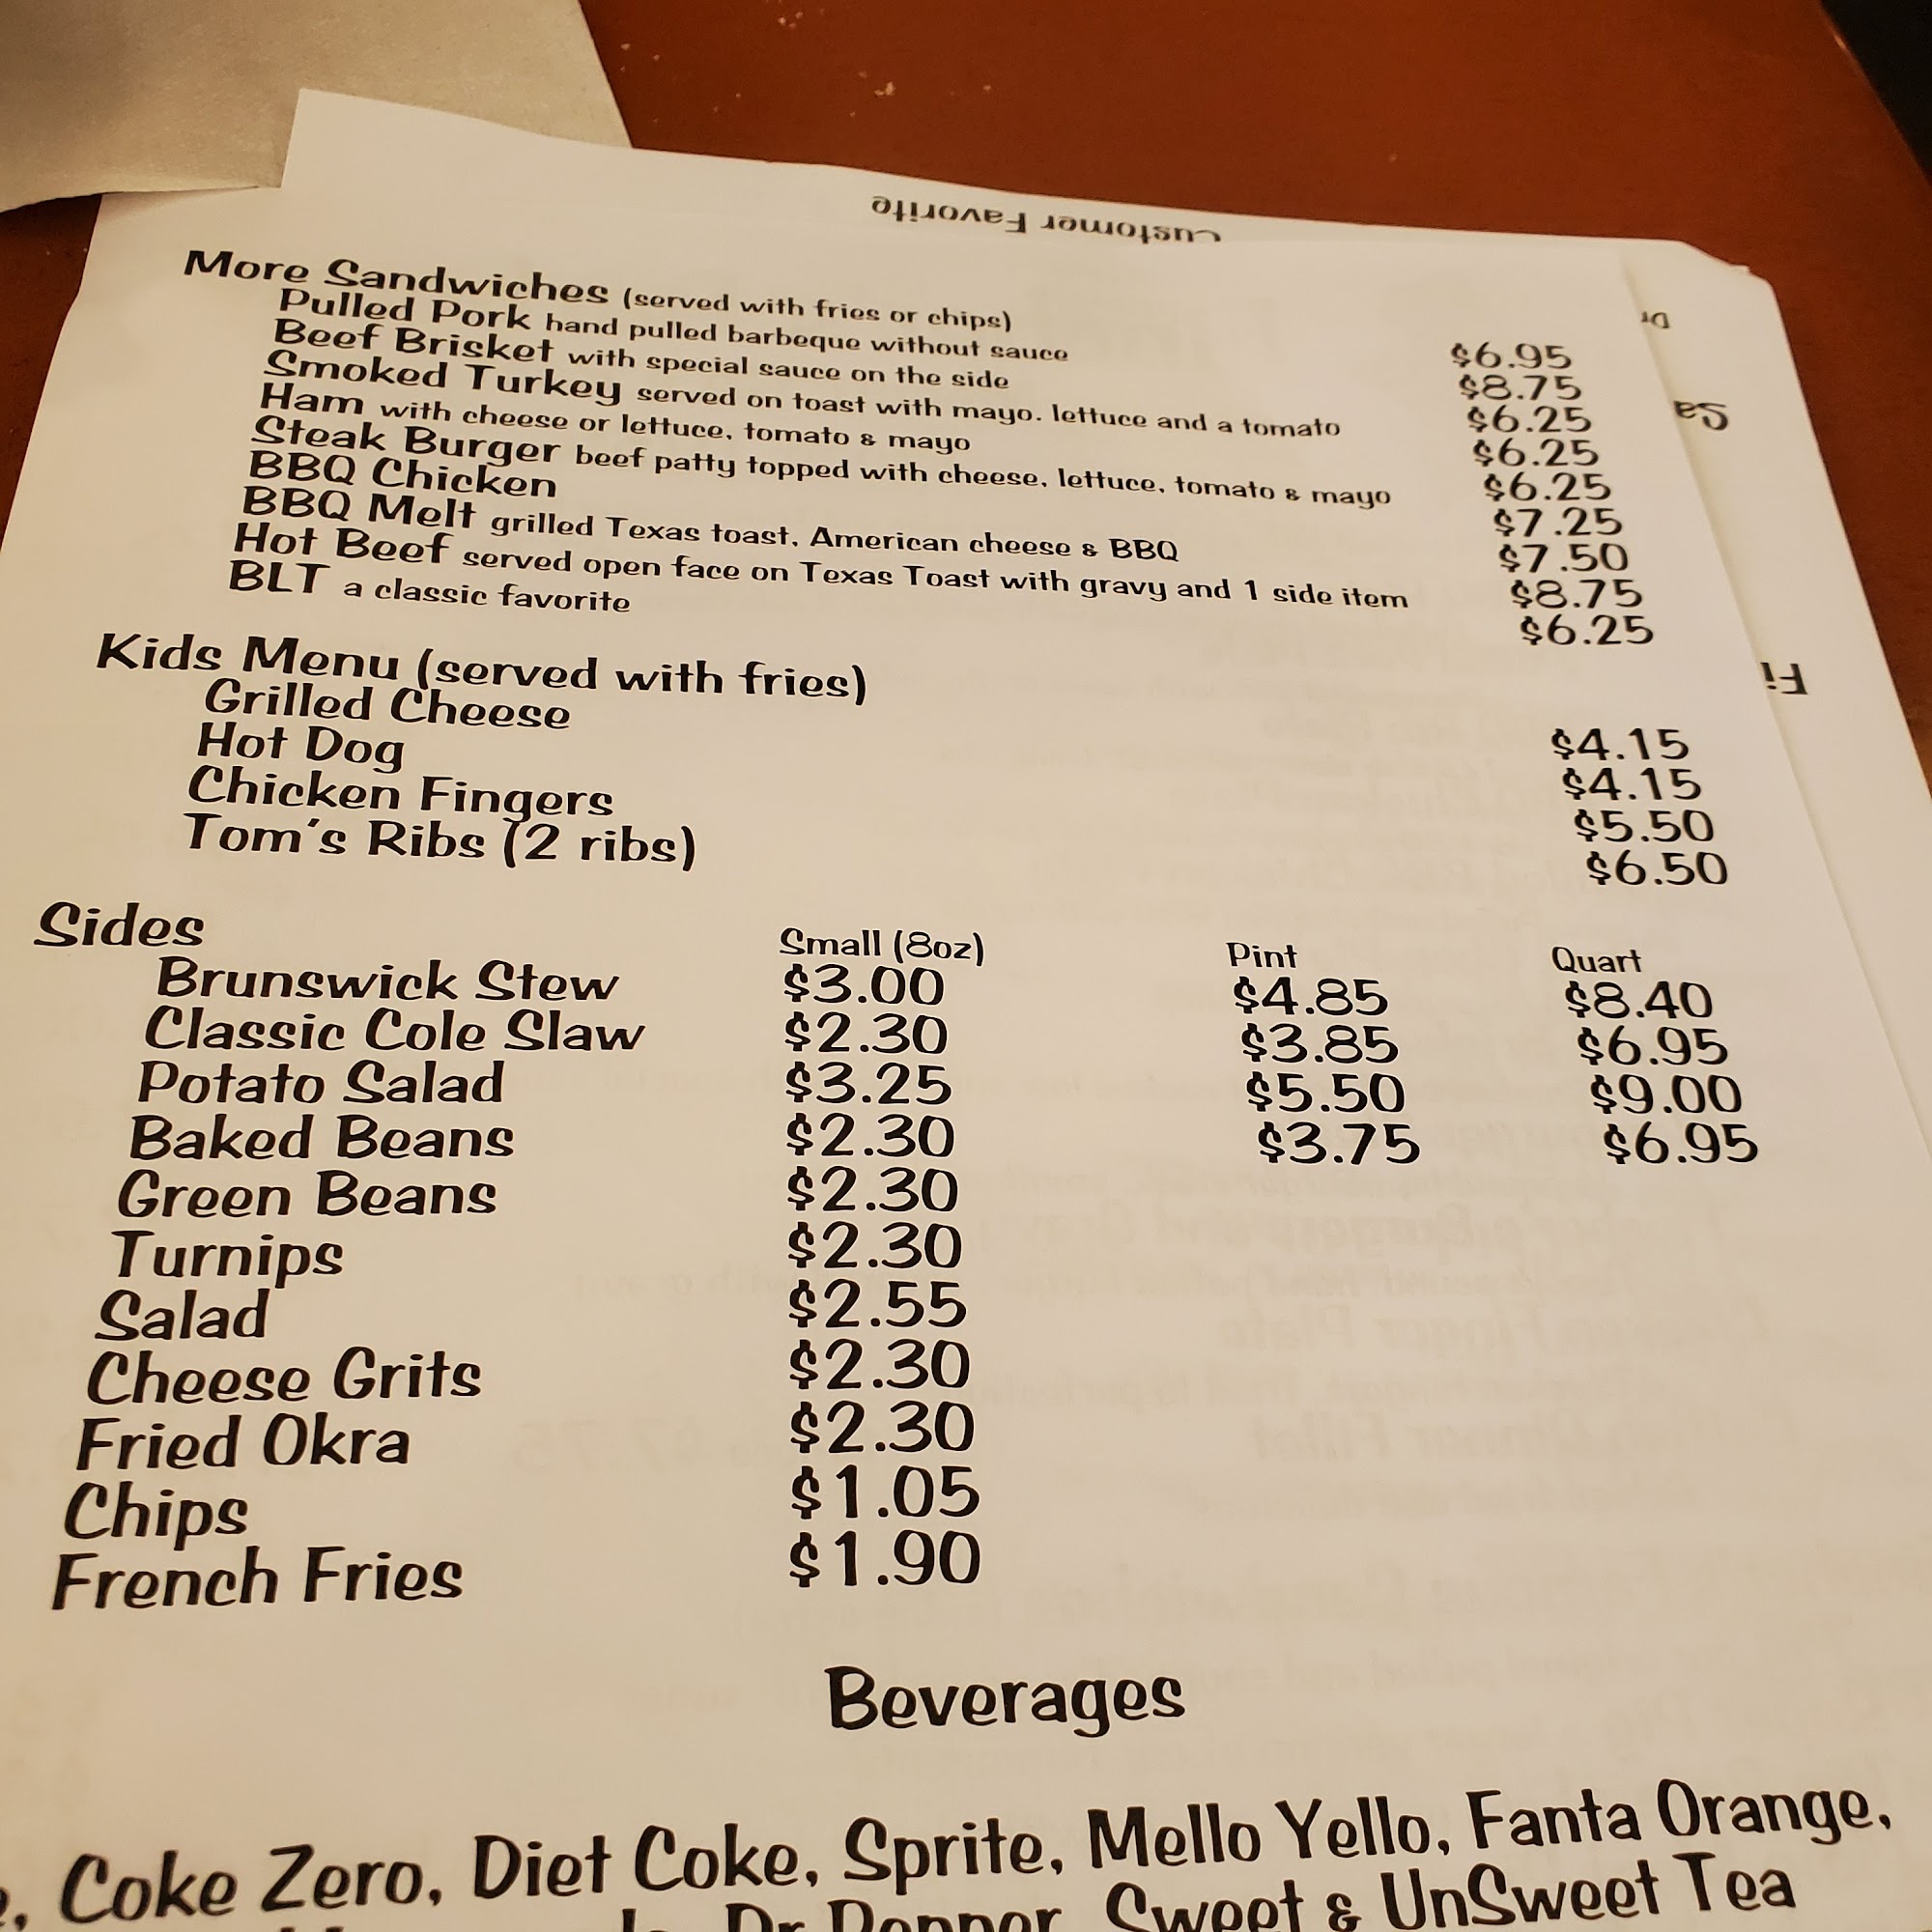 Customer Favorite
More Sandwiches (served with fries or chips)
Pulled Pork hand pulled barbeque without sauce $6.95
Beef Brisket with special sauce on the side $8.75
Smoked Turkey served on toast with mayo. lettuce and a tomato $6.25
Ham with cheese or lettuce, tomato & mayo $6.25
Steak Burger beef patty topped with cheese, lettuce, tomato & mayo $6.25
BBQ Chicken $7.25
BBQ Melt grilled Texas toast, American cheese & BBQ $7.50
Hot Beef served open face on Texas Toast with gravy and 1 side item $8.75
BLT a classic favorite $6.25
Kids Menu (served with fries)
Grilled Cheese $4.15
Hot Dog $4.15
Chicken Fingers $5.50
Tom's Ribs (2 ribs) $6.50
Sides Small (8oz) Pint Quart
Brunswick Stew $3.00 $4.85 $8.40
Classic Cole Slaw $2.30 $3.85 $6.95
Potato Salad $3.25 $5.50 $9.00
Baked Beans $2.30 $3.75 $6.95
Green Beans $2.30
Turnips $2.30
Salad $2.55
Cheese Grits $2.30
Fried Okra $2.30
Chips $1.05
French Fries $1.90
Beverages
Coke Zero, Diet Coke, Sprite, Mello Yello, Fanta Orange,
Dr Pepper, Sweet & UnSweet Tea